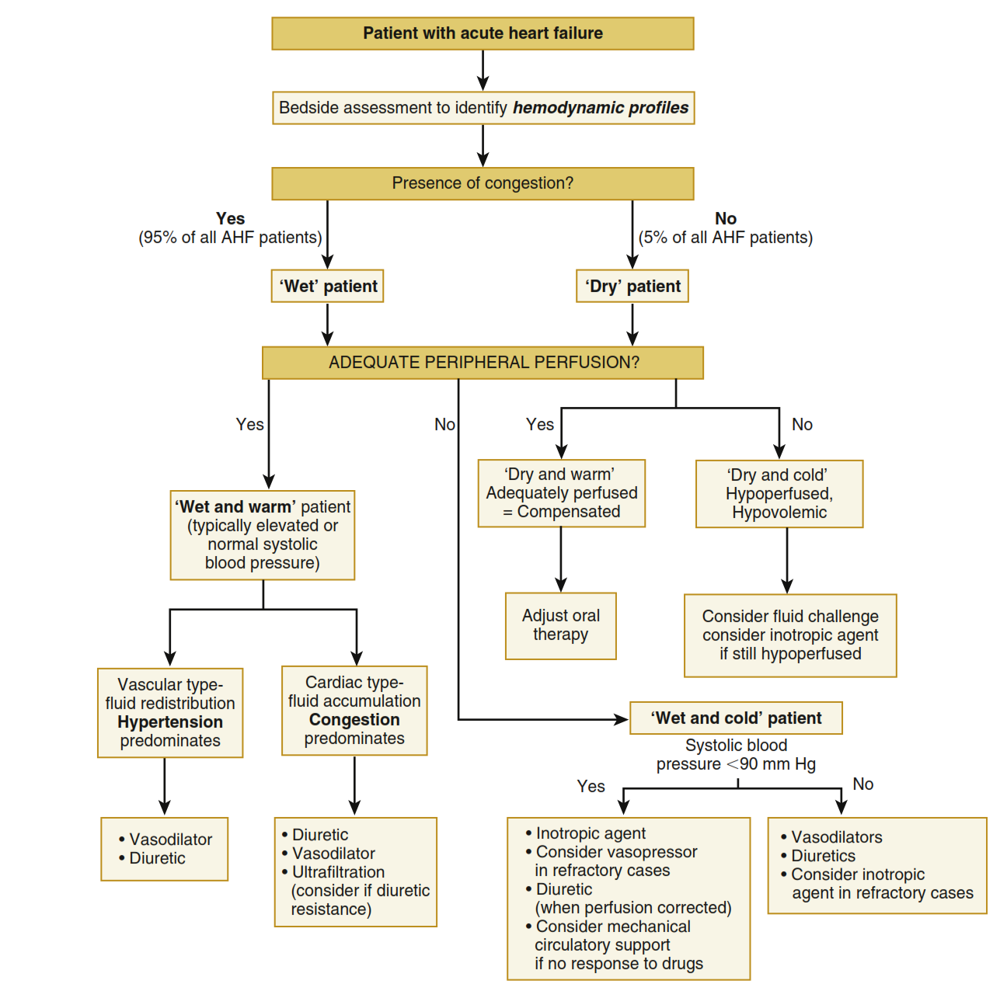 Patient with acute heart failure
Bedside assessment to identify hemodynamic profiles
Presence of congestion?
Yes
(95% of all AHF patients)
No
(5% of all AHF patients)
‘Wet’ patient
‘Dry’ patient
ADEQUATE PERIPHERAL PERFUSION?
Yes
No
Yes
No
‘Dry and warm’
Adequately perfused
= Compensated
‘Dry and cold’
Hypoperfused,
Hypovolemic
‘Wet and warm’ patient
(typically elevated or
normal systolic
blood pressure)
Adjust oral
therapy
Consider fluid challenge
consider inotropic agent
if still hypoperfused
Vascular type-
fluid redistribution
Hypertension
predominates
Cardiac type-
fluid accumulation
Congestion
predominates
‘Wet and cold’ patient
Systolic blood
pressure <90 mm Hg
Yes
No
• Vasodilator
• Diuretic
• Diuretic
• Vasodilator
• Ultrafiltration
(consider if diuretic
resistance)
• Inotropic agent
• Consider vasopressor
in refractory cases
• Diuretic
(when perfusion corrected)
• Consider mechanical
circulatory support
if no response to drugs
• Vasodilators
• Diuretics
• Consider inotropic
agent in refractory cases